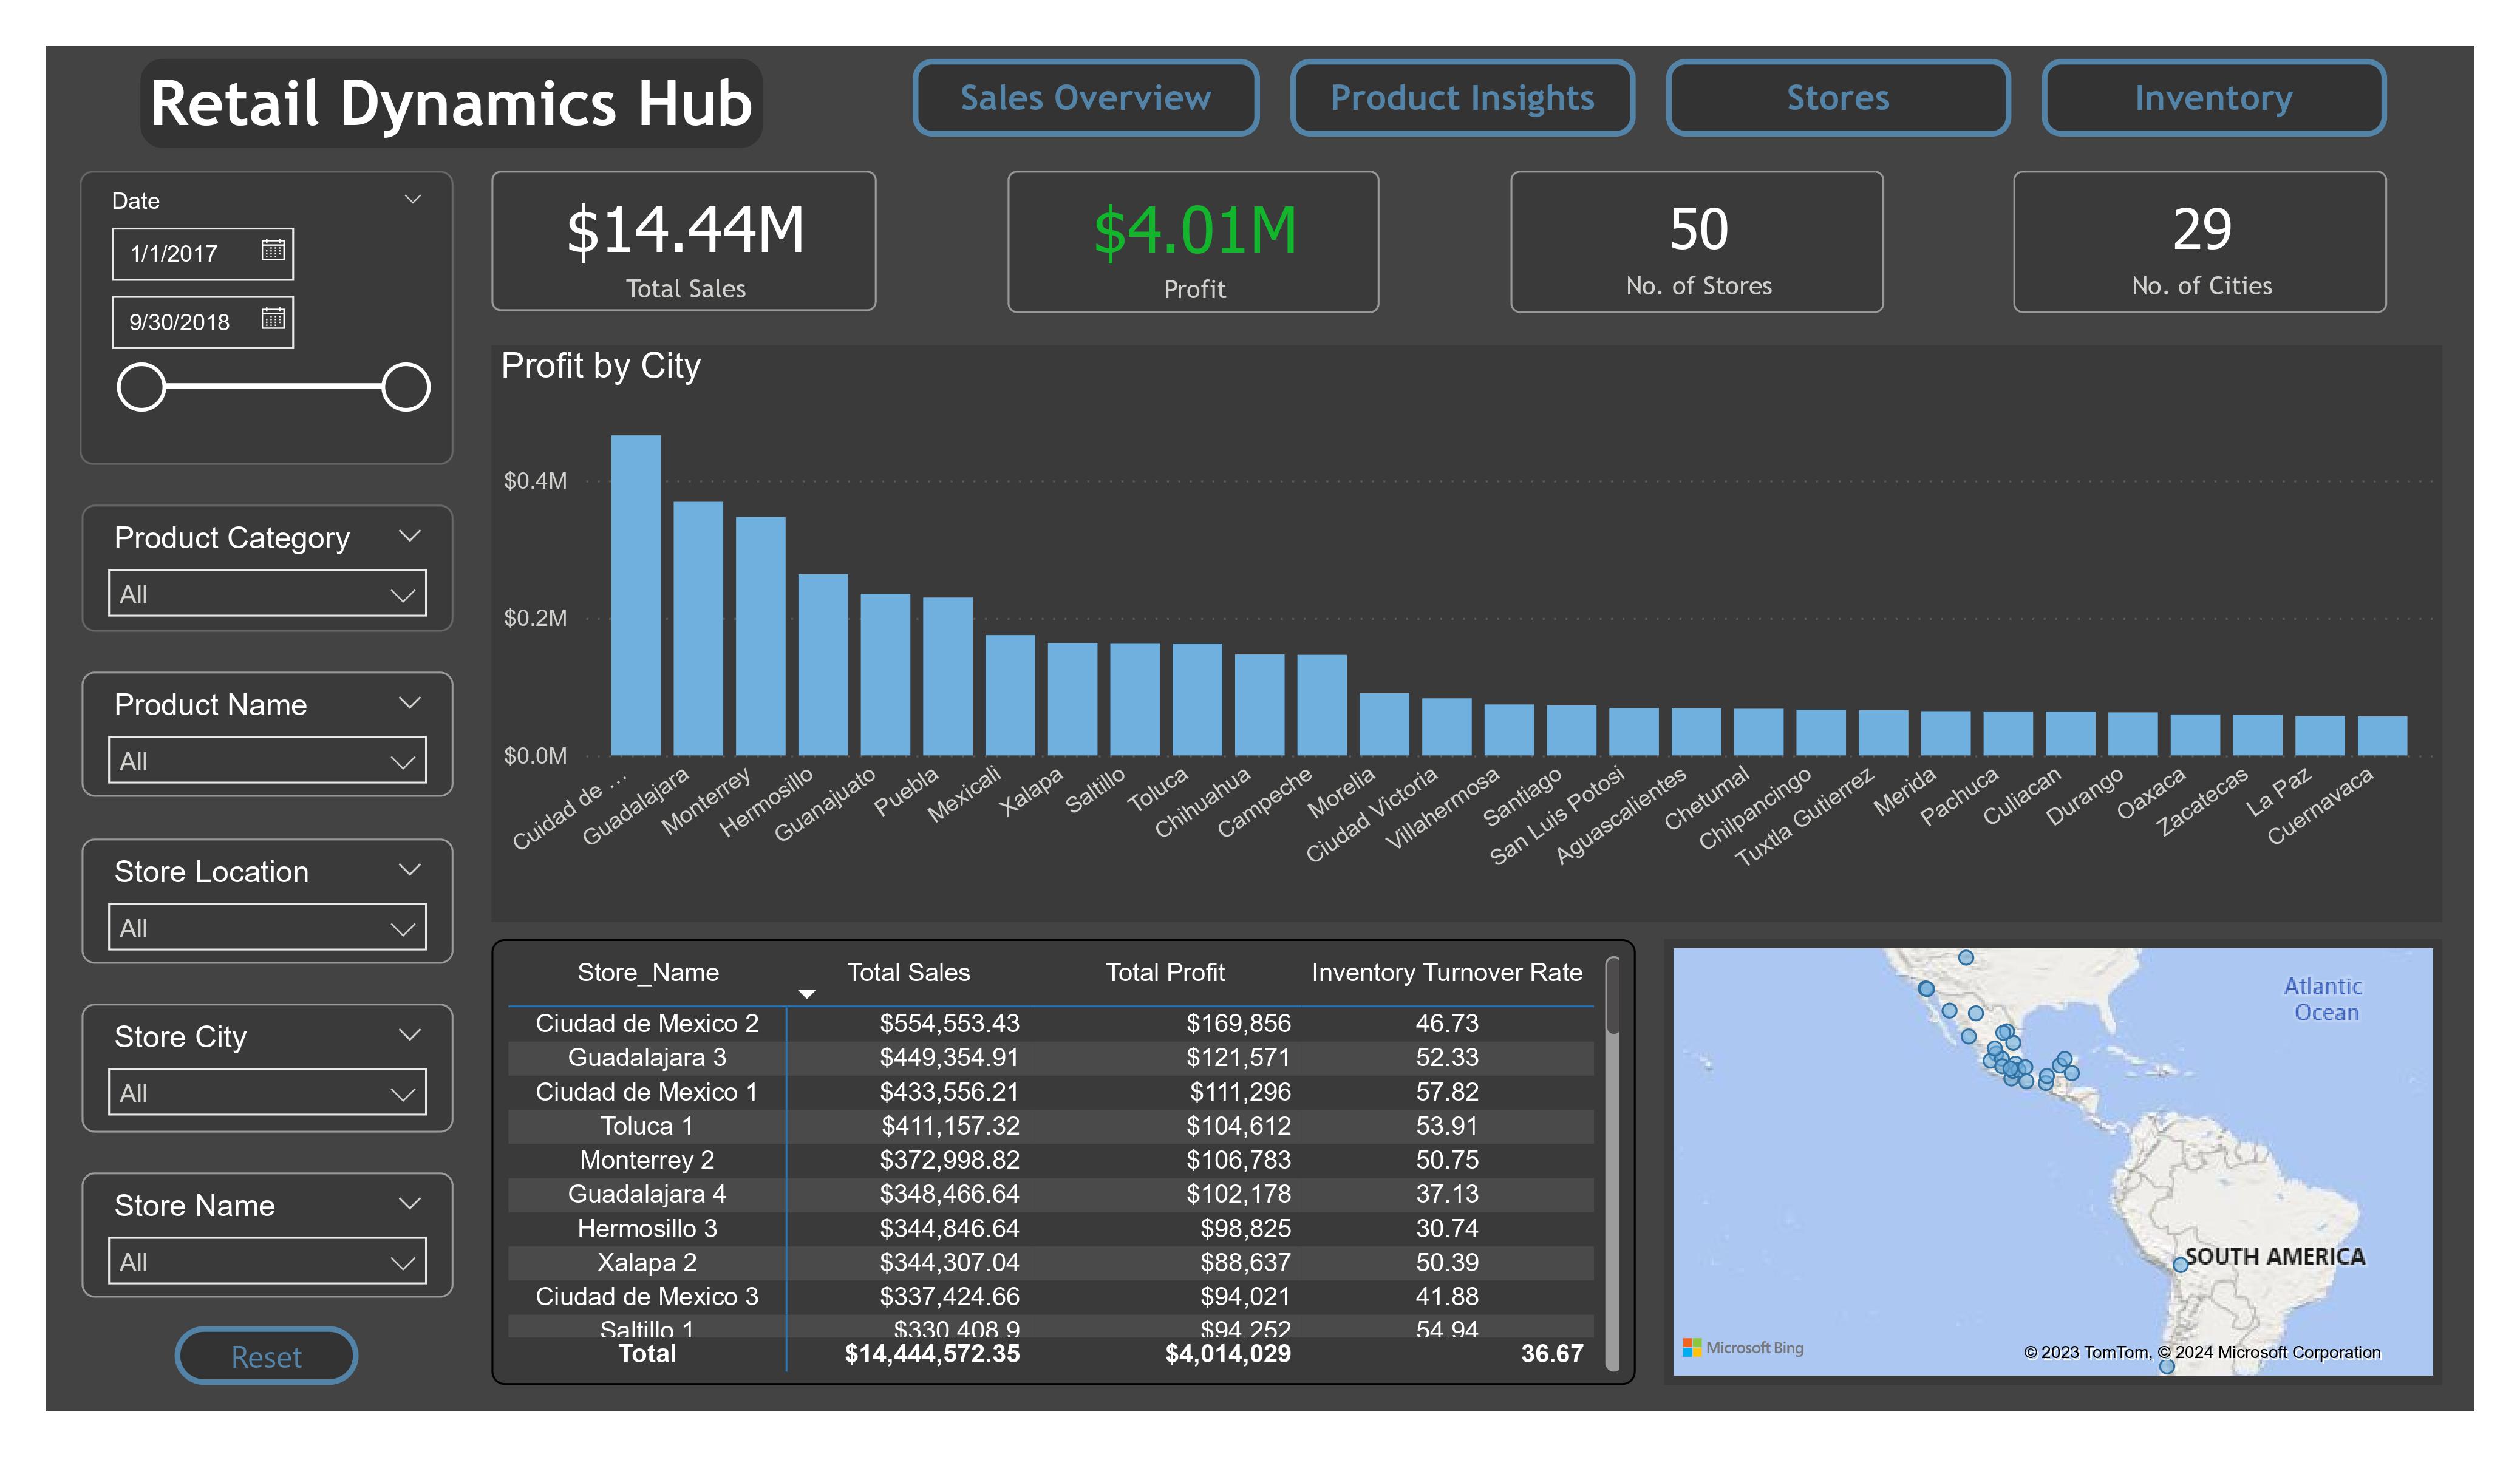 Retail Dynamics Hub
Sales Overview
Product Insights
Stores
Inventory
Date
1/1/2017
9/30/2018
$14.44M
Total Sales
$4.01M
Profit
50
No. of Stores
29
No. of Cities
Product Category
All
Product Name
All
Store Location
All
Store City
All
Store Name
All
Reset
Profit by City
$0.4M
$0.2M
$0.0M
Cuidad de ...
Guadalajara
Monterrey
Hermosillo
Guanajuato
Puebla
Mexicali
Xalapa
Saltillo
Toluca
Chihuahua
Campeche
Morelia
Ciudad Victoria
Villahermosa
Santiago
San Luis Potosi
Aguascalientes
Chetumal
Chilpancingo
Tuxtla Gutierrez
Merida
Pachuca
Culiacan
Durango
Oaxaca
Zacatecas
La Paz
Cuernavaca
Store_Name Total Sales Total Profit Inventory Turnover Rate
Ciudad de Mexico 2 $554,553.43 $169,856 46.73
Guadalajara 3 $449,354.91 $121,571 52.33
Ciudad de Mexico 1 $433,556.21 $111,296 57.82
Toluca 1 $411,157.32 $104,612 53.91
Monterrey 2 $372,998.82 $106,783 50.75
Guadalajara 4 $348,466.64 $102,178 37.13
Hermosillo 3 $344,846.64 $98,825 30.74
Xalapa 2 $344,307.04 $88,637 50.39
Ciudad de Mexico 3 $337,424.66 $94,021 41.88
Saltillo 1 $330,408.9 $94,252 54.94
Total $14,444,572.35 $4,014,029 36.67
Atlantic
Ocean
SOUTH AMERICA
Microsoft Bing
© 2023 TomTom, © 2024 Microsoft Corporation